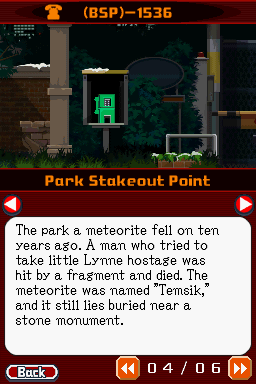 (BSP)-1536
Park Stakeout Point
The park a meteorite fell on ten
years ago. A man who tried to
take little Lynne hostage was
hit by a fragment and died. The
meteorite was named "Temsik,"
and it still lies buried near a
stone monument.
Back
04/06